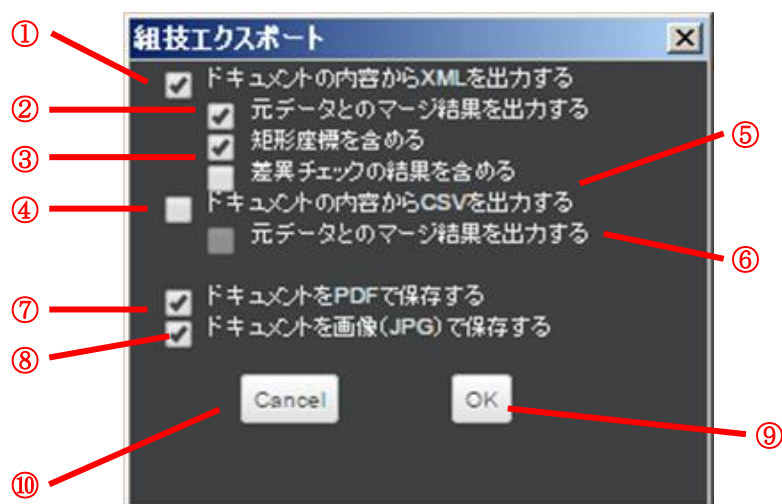 組技エクスポート
① ドキュメントの内容からXMLを出力する
② 元データとのマージ結果を出力する
③ 矩形座標を含める
差異チェックの結果を含める ⑤
④ ドキュメントの内容からCSVを出力する
元データとのマージ結果を出力する ⑥
⑦ ドキュメントをPDFで保存する
⑧ ドキュメントを画像(JPG)で保存する
Cancel OK
⑨
⑩